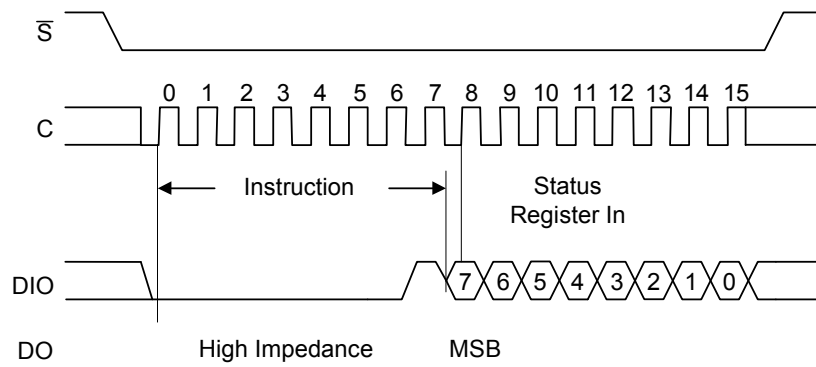 S̅
0 1 2 3 4 5 6 7 8 9 10 11 12 13 14 15
C
Instruction
Status
Register In
DIO
7 6 5 4 3 2 1 0
DO
High Impedance
MSB